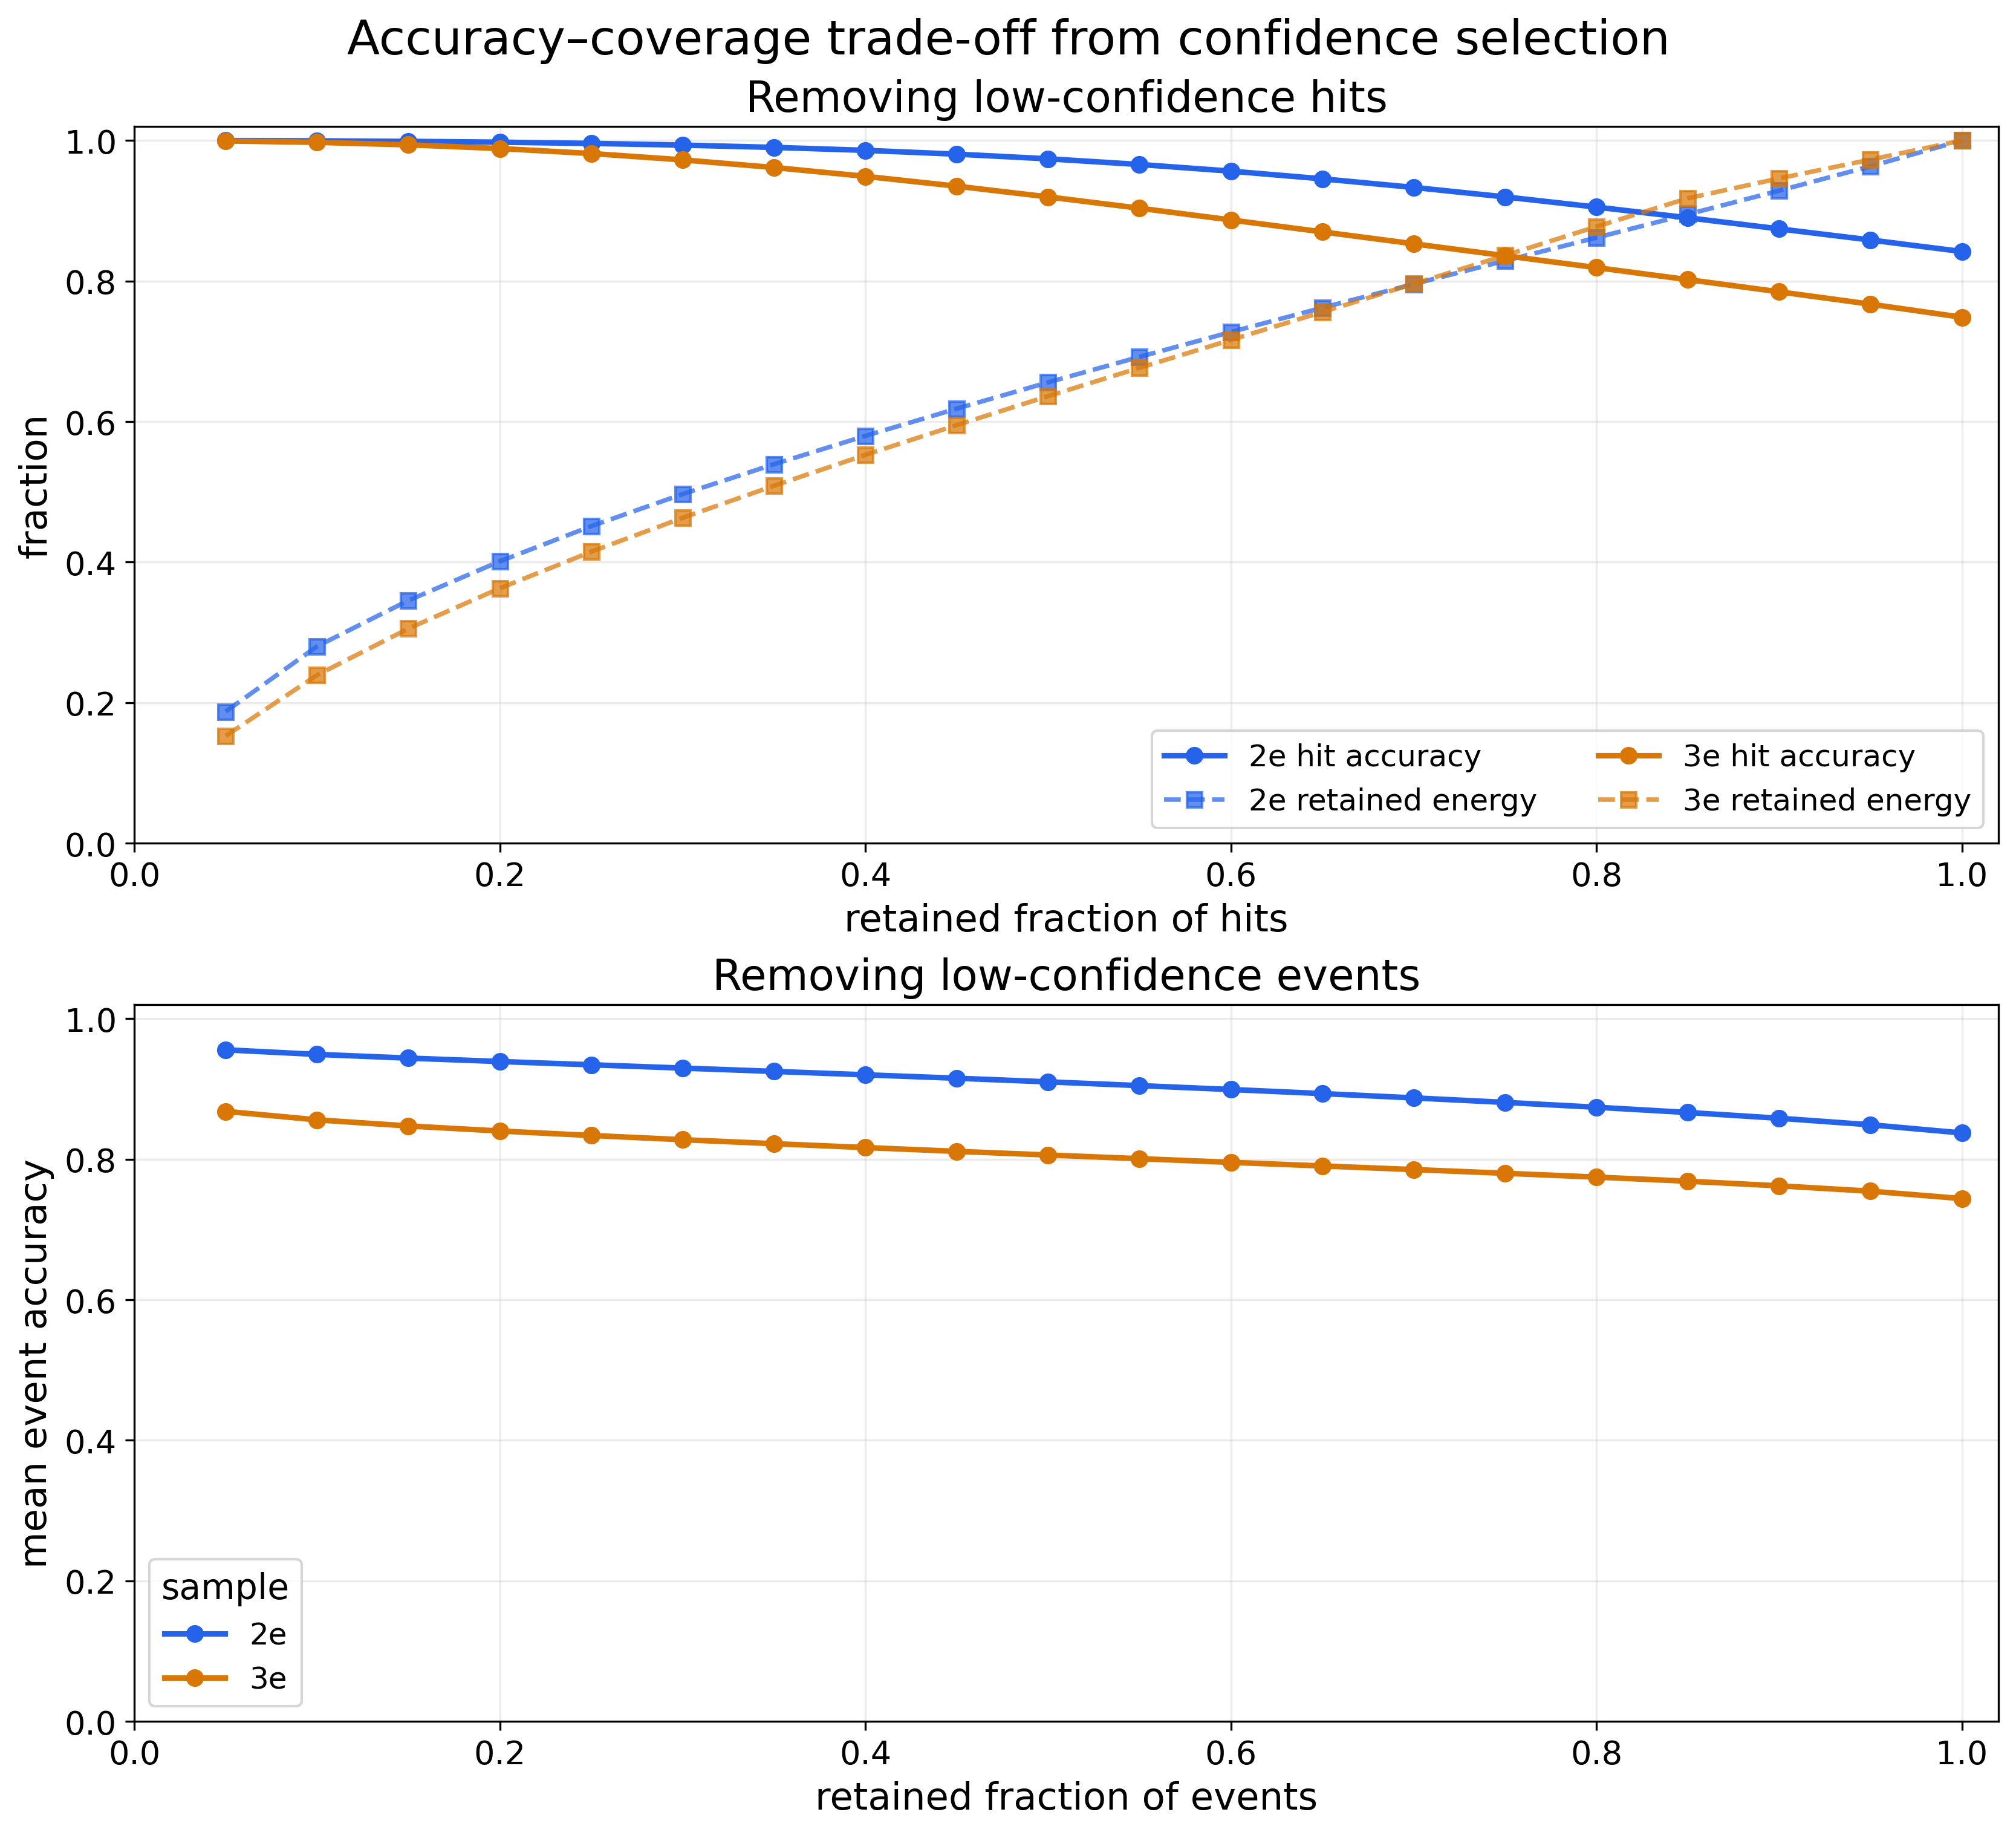 Accuracy–coverage trade-off from confidence selection
Removing low-confidence hits
1.0
0.8
0.6
0.4
0.2
0.0
fraction
0.0 0.2 0.4 0.6 0.8 1.0
retained fraction of hits
2e hit accuracy
2e retained energy
3e hit accuracy
3e retained energy
Removing low-confidence events
1.0
0.8
0.6
0.4
0.2
0.0
mean event accuracy
sample
2e
3e
0.0 0.2 0.4 0.6 0.8 1.0
retained fraction of events